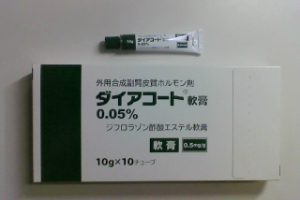 外用合成副腎皮質ホルモン剤
ダイアコート®軟膏
0.05%
ジフロラゾン酢酸エステル軟膏
軟膏
0.5mg/g
10g×10チューブ